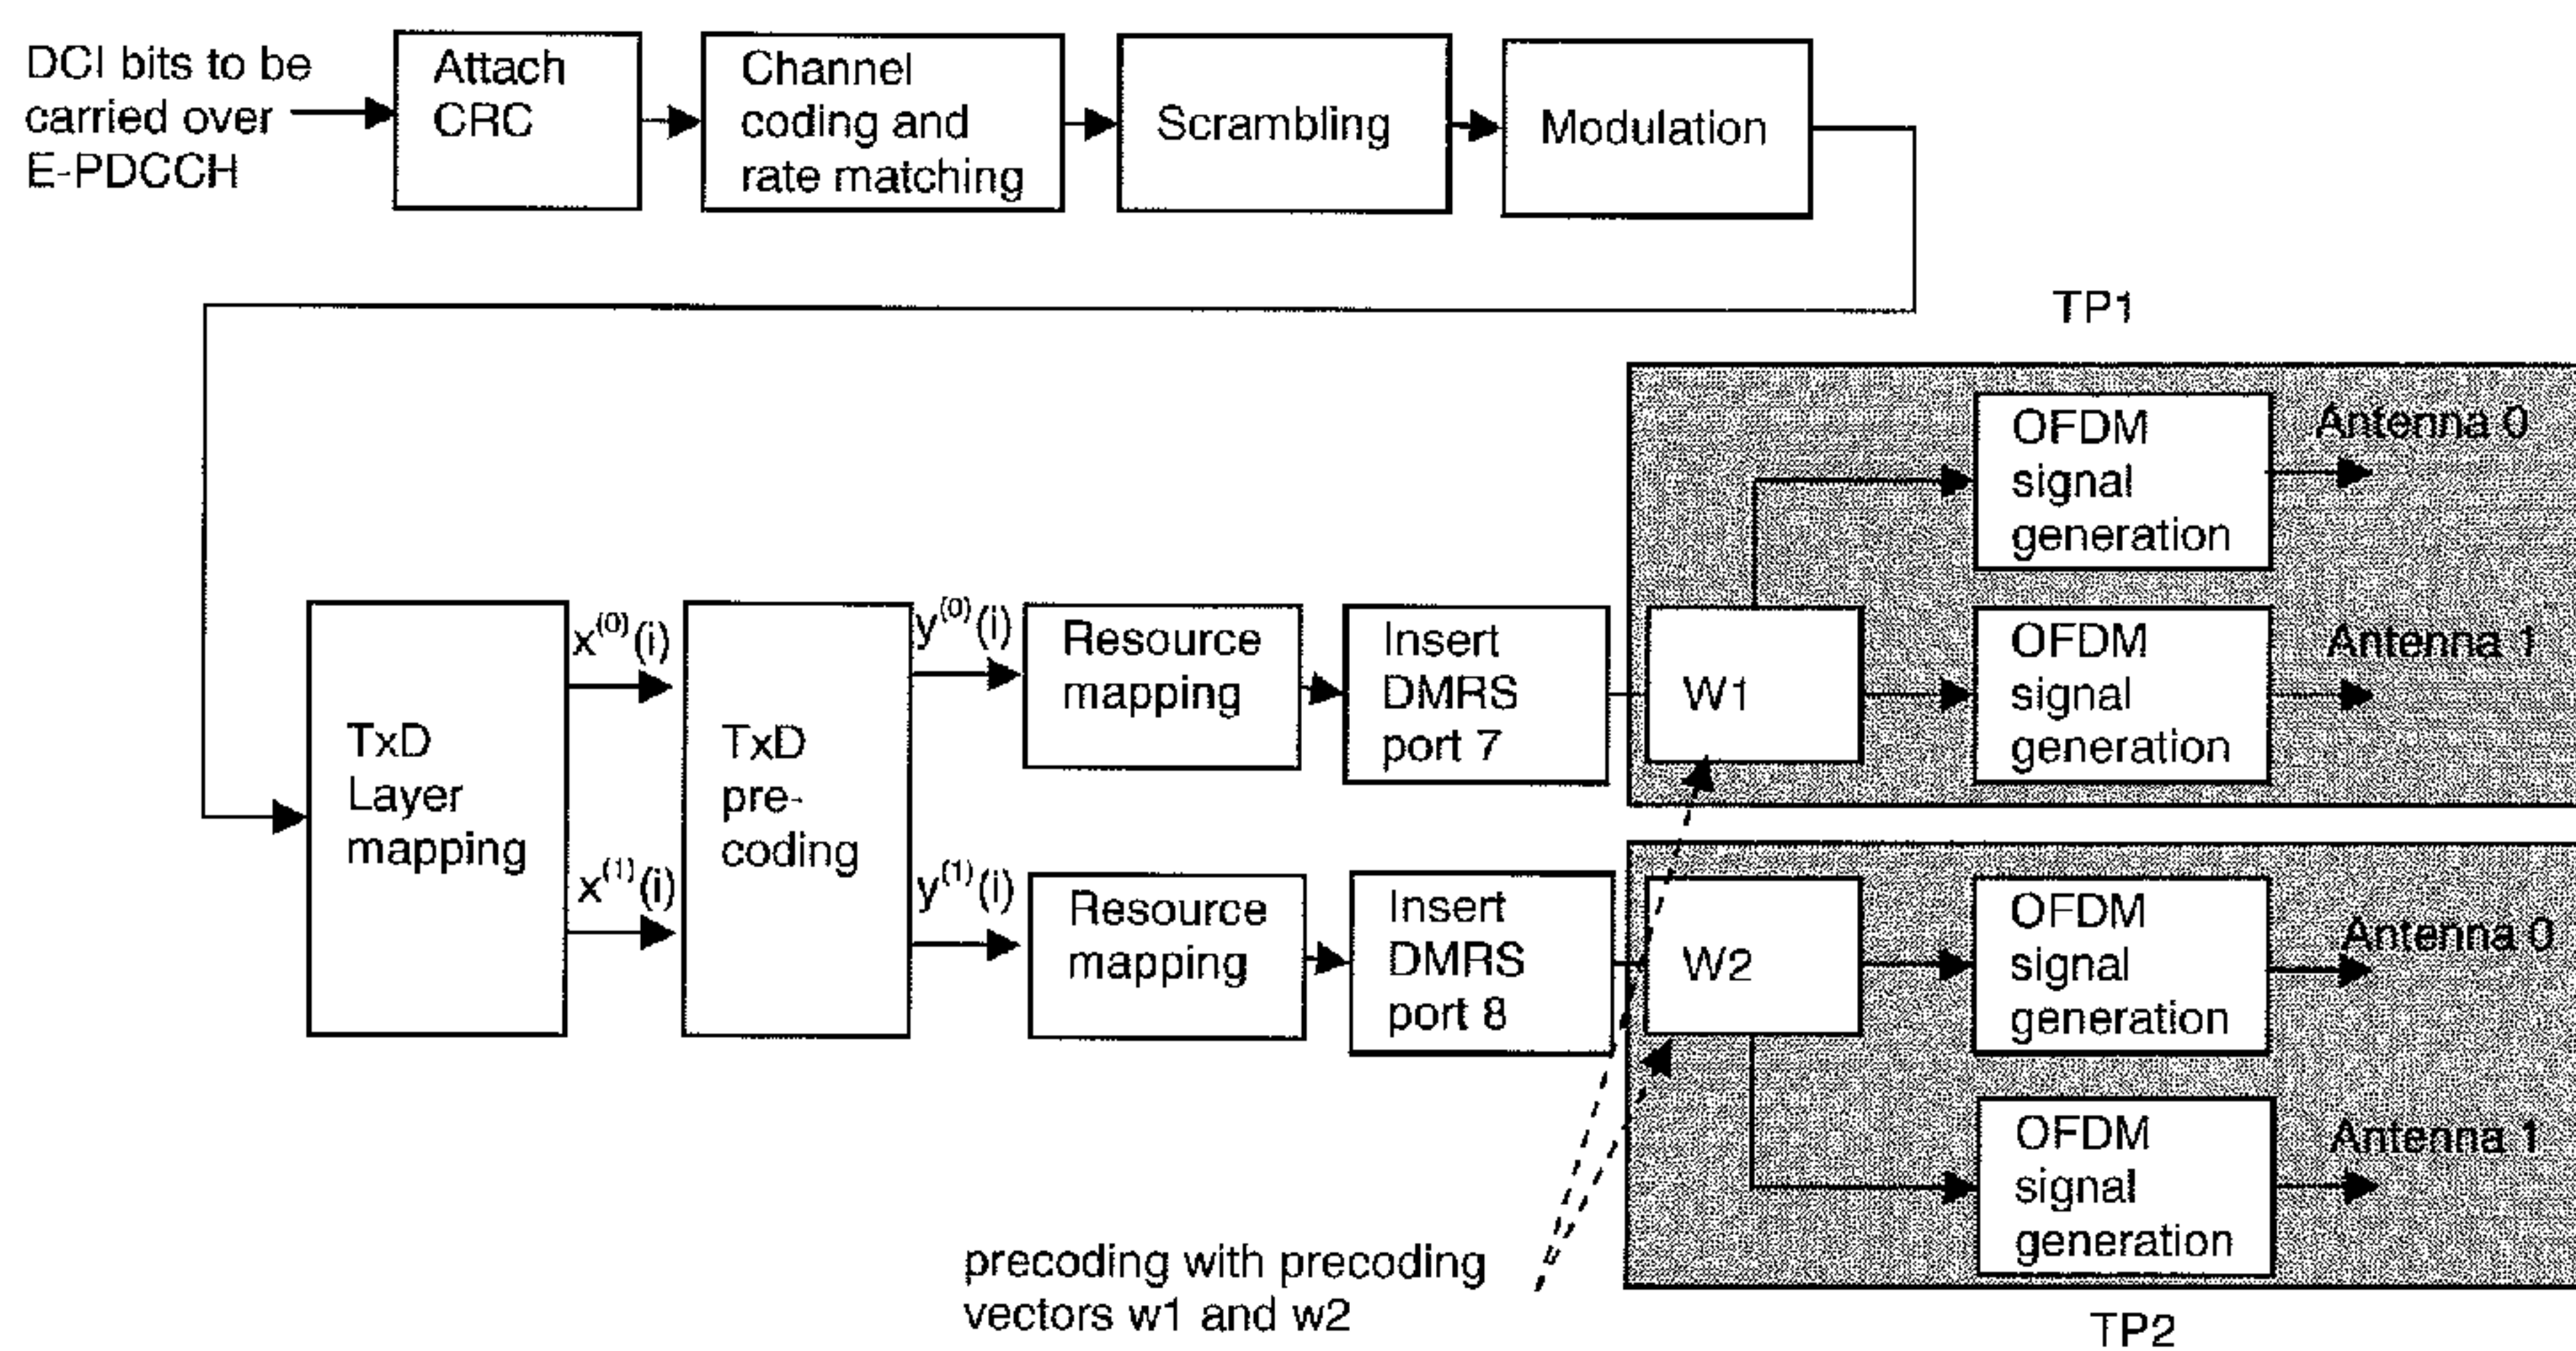 DCI bits to be
carried over
E-PDCCH
Attach
CRC
Channel
coding and
rate matching
Scrambling
Modulation
TP1
OFDM
signal
generation
Antenna 0
TxD
Layer
mapping
x⁽⁰⁾(i)
x⁽¹⁾(i)
TxD
pre-
coding
y⁽⁰⁾(i)
y⁽¹⁾(i)
Resource
mapping
Insert
DMRS
port 7
W1
OFDM
signal
generation
Antenna 1
Resource
mapping
Insert
DMRS
port 8
W2
OFDM
signal
generation
Antenna 0
OFDM
signal
generation
Antenna 1
precoding with precoding
vectors w1 and w2
TP2